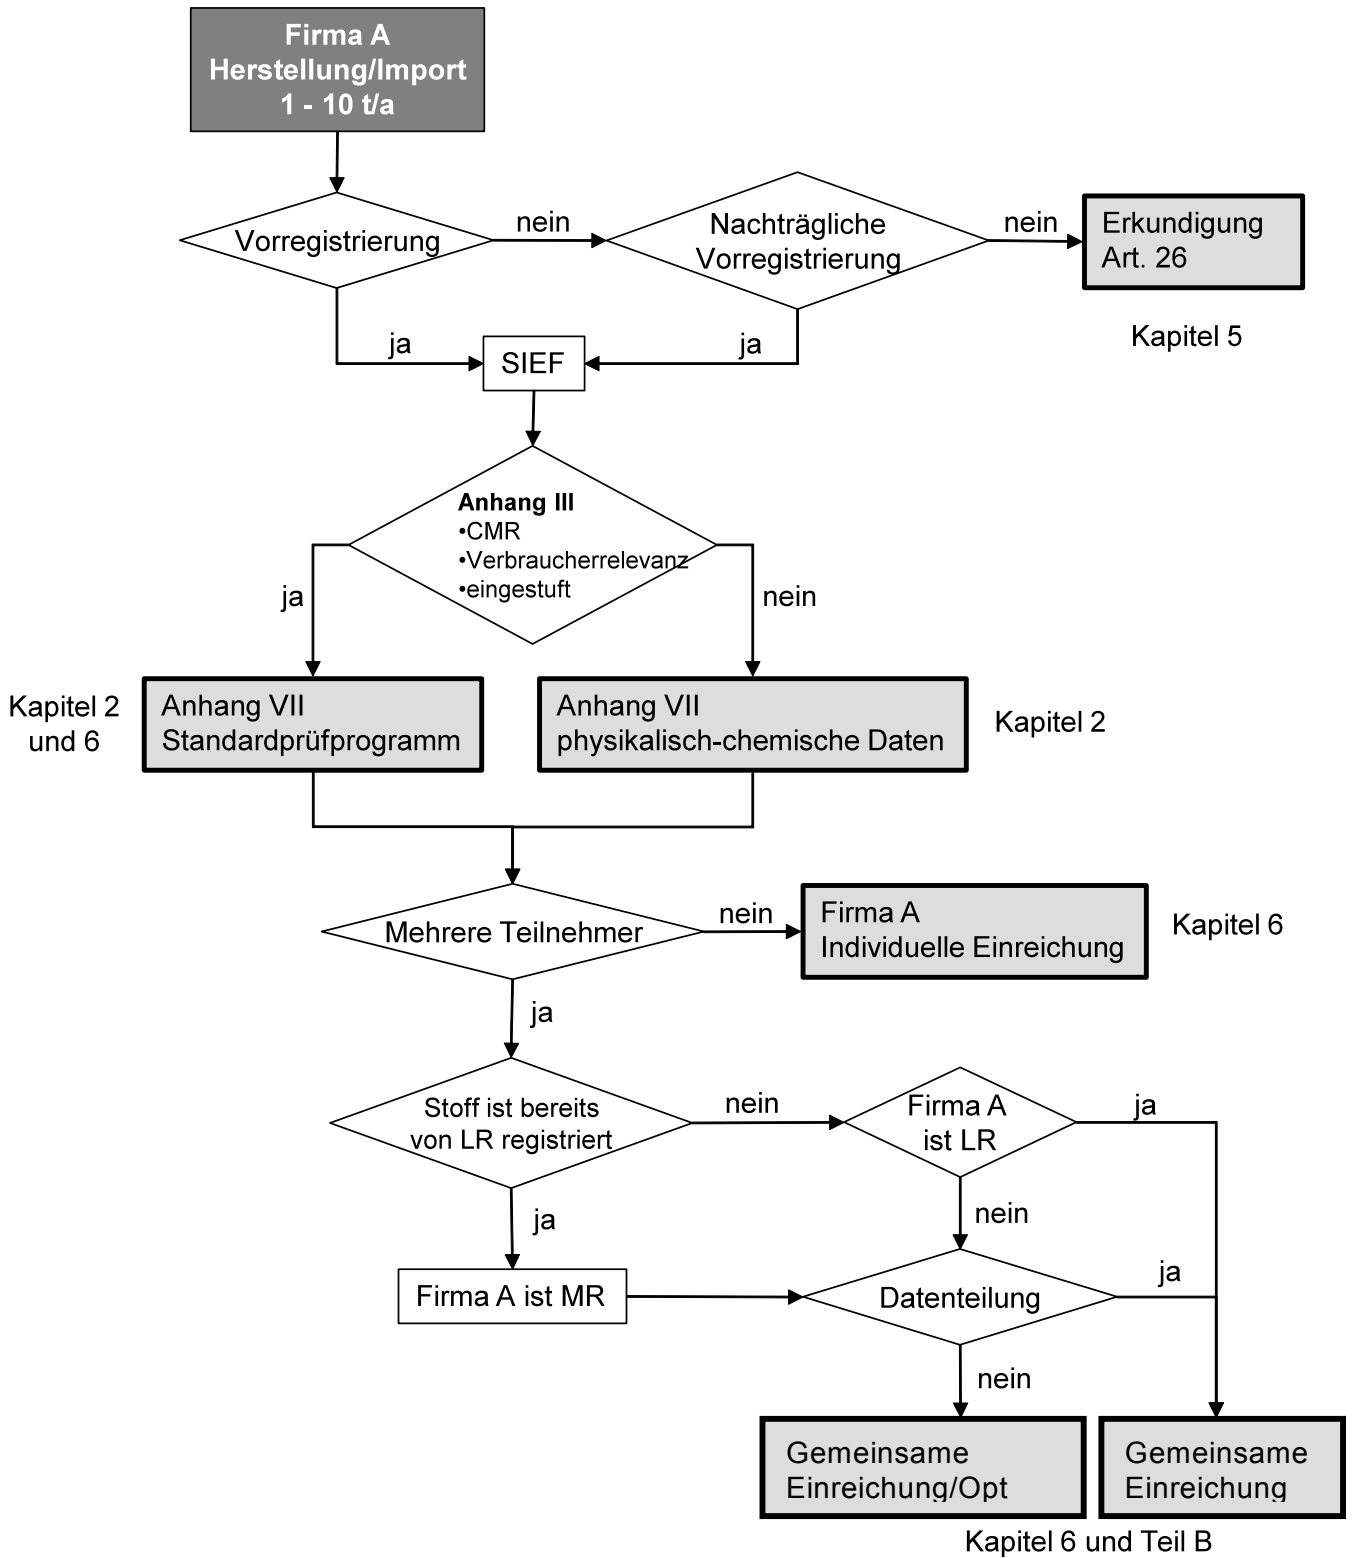 Firma A
Herstellung/Import
1 - 10 t/a
Vorregistrierung
nein
Nachträgliche
Vorregistrierung
nein
Erkundigung
Art. 26
Kapitel 5
ja
SIEF
ja
Anhang III
•CMR
•Verbraucherrelevanz
•eingestuft
ja
nein
Kapitel 2
und 6
Anhang VII
Standardprüfprogramm
Anhang VII
physikalisch-chemische Daten
Kapitel 2
Mehrere Teilnehmer
nein
Firma A
Individuelle Einreichung
Kapitel 6
ja
Stoff ist bereits
von LR registriert
nein
Firma A
ist LR
ja
ja
nein
Firma A ist MR
Datenteilung
ja
nein
Gemeinsame
Einreichung/Opt
Gemeinsame
Einreichung
Kapitel 6 und Teil B